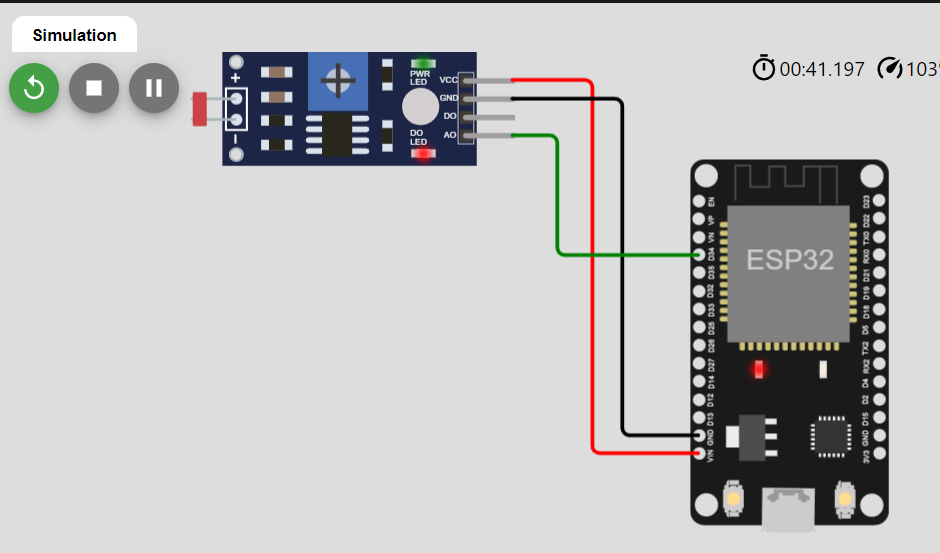 Simulation
00:41.197
103%
+
PWR
LED
VCC
GND
DO
DO
LED
AO
ESP32
EN
VP
VN
D34
D35
D32
D33
D25
D26
D27
D14
D12
D13
GND
VIN
D23
D22
TX0
RX0
D21
D19
D18
D5
TX2
RX2
D4
D2
D15
GND
3V3